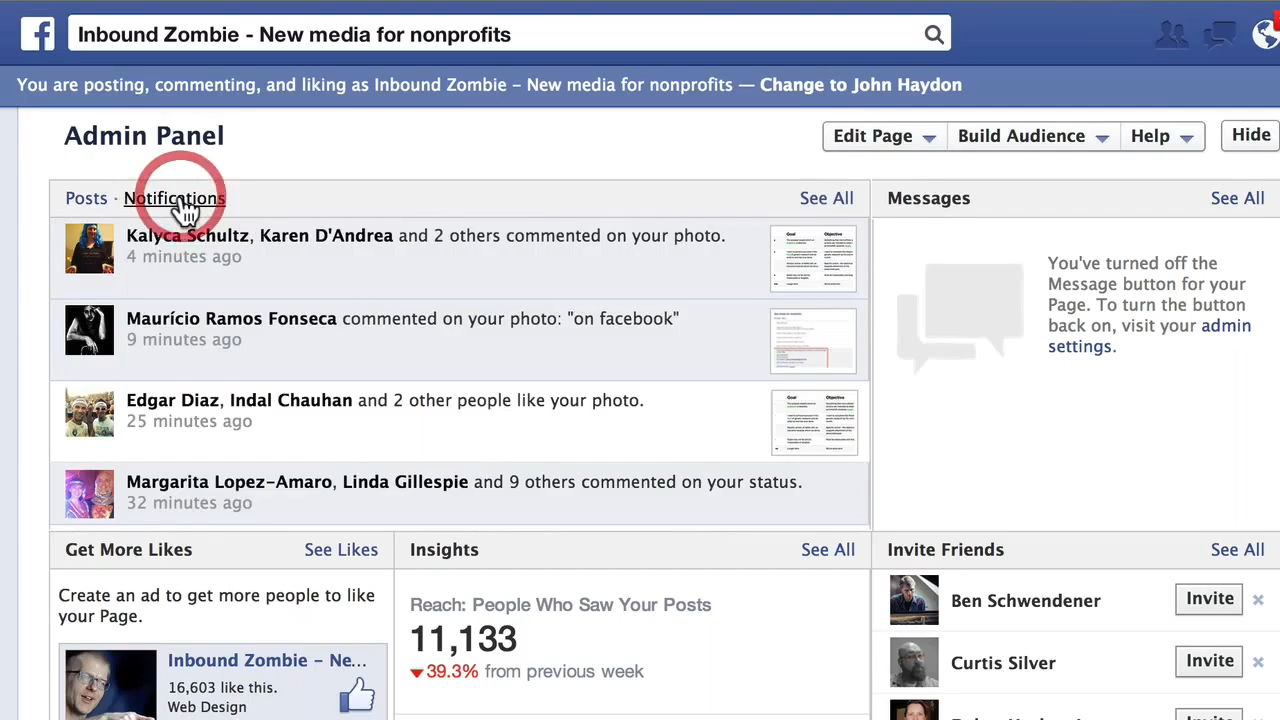 f
Inbound Zombie - New media for nonprofits
You are posting, commenting, and liking as Inbound Zombie – New media for nonprofits — Change to John Haydon
Admin Panel
Edit Page
Build Audience
Help
Hide
Posts · Notifications
See All
Kalyca Schultz, Karen D'Andrea and 2 others commented on your photo.
4 minutes ago
Goal Objective
Maurício Ramos Fonseca commented on your photo: "on facebook"
9 minutes ago
Edgar Diaz, Indal Chauhan and 2 other people like your photo.
25 minutes ago
Goal Objective
Margarita Lopez-Amaro, Linda Gillespie and 9 others commented on your status.
32 minutes ago
Messages
See All
You've turned off the
Message button for your
Page. To turn the button
back on, visit your admin
settings.
Get More Likes
See Likes
Create an ad to get more people to like
your Page.
Inbound Zombie – Ne...
16,603 like this.
Web Design
Insights
See All
Reach: People Who Saw Your Posts
11,133
39.3% from previous week
Invite Friends
See All
Ben Schwendener
Invite
Curtis Silver
Invite